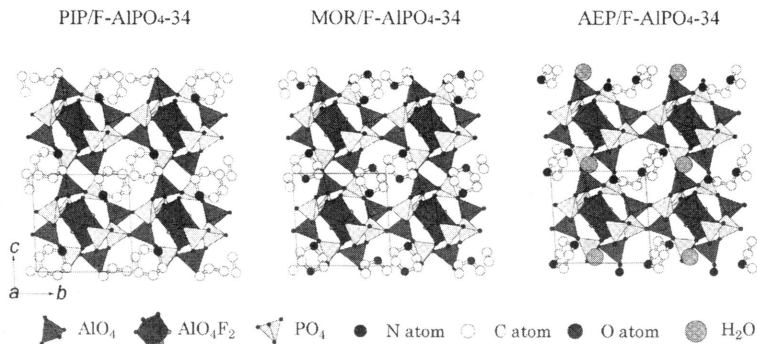 PIP/F-AlPO₄-34 MOR/F-AlPO₄-34 AEP/F-AlPO₄-34
c
a b
AlO₄ AlO₄F₂ PO₄ N atom C atom O atom H₂O